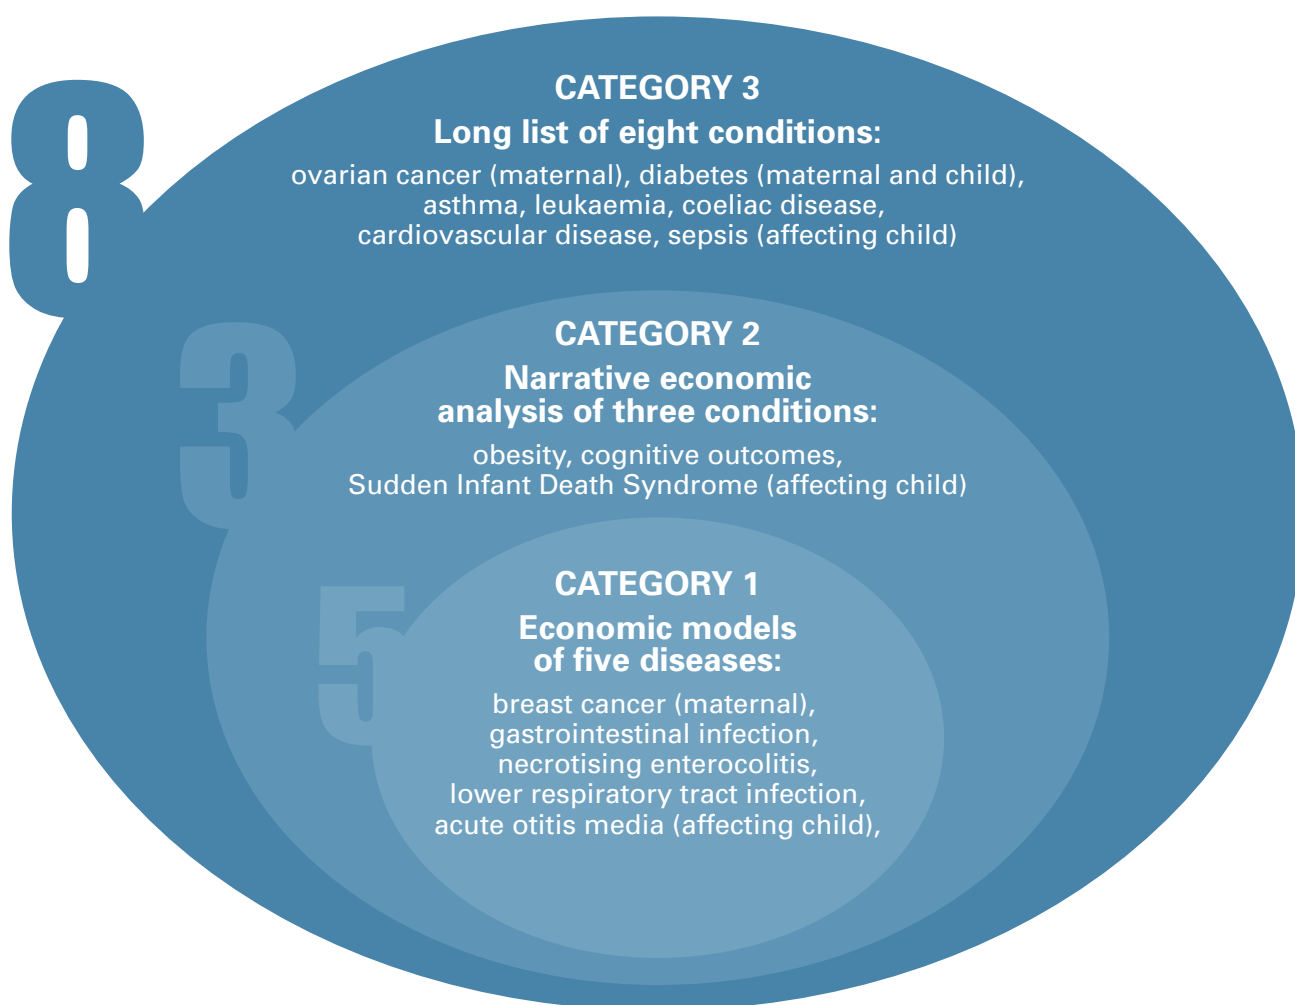 8
CATEGORY 3
Long list of eight conditions:
ovarian cancer (maternal), diabetes (maternal and child),
asthma, leukaemia, coeliac disease,
cardiovascular disease, sepsis (affecting child)
3
CATEGORY 2
Narrative economic
analysis of three conditions:
obesity, cognitive outcomes,
Sudden Infant Death Syndrome (affecting child)
5
CATEGORY 1
Economic models
of five diseases:
breast cancer (maternal),
gastrointestinal infection,
necrotising enterocolitis,
lower respiratory tract infection,
acute otitis media (affecting child),